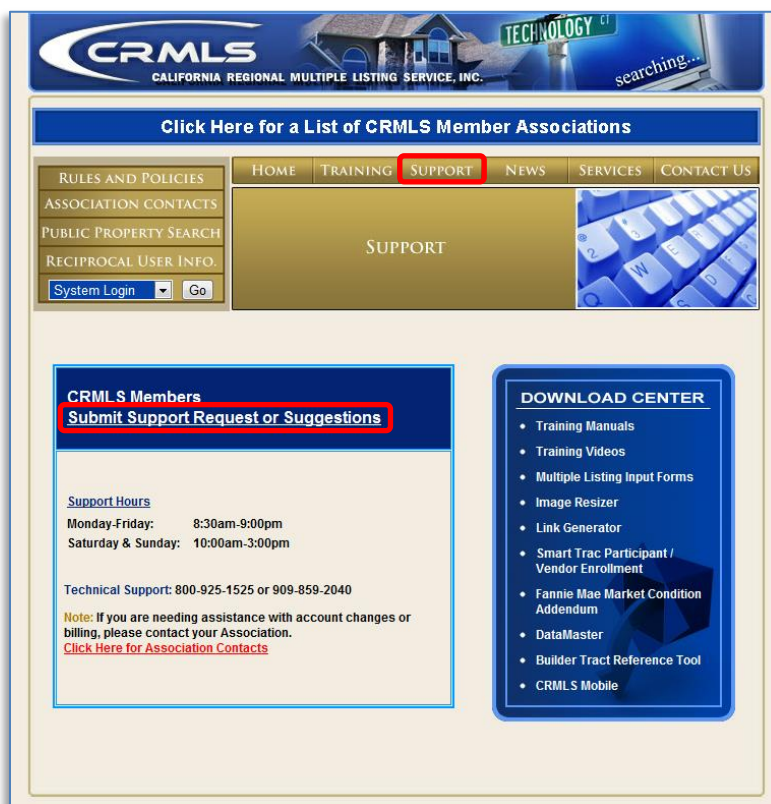 CRMLS
CALIFORNIA REGIONAL MULTIPLE LISTING SERVICE, INC.
TECHNOLOGY CT
searching...
Click Here for a List of CRMLS Member Associations
RULES AND POLICIES
ASSOCIATION CONTACTS
PUBLIC PROPERTY SEARCH
RECIPROCAL USER INFO.
System Login Go
HOME TRAINING SUPPORT NEWS SERVICES CONTACT US
SUPPORT
CRMLS Members
Submit Support Request or Suggestions
Support Hours
Monday-Friday: 8:30am-9:00pm
Saturday & Sunday: 10:00am-3:00pm
Technical Support: 800-925-1525 or 909-859-2040
Note: If you are needing assistance with account changes or
billing, please contact your Association.
Click Here for Association Contacts
DOWNLOAD CENTER
• Training Manuals
• Training Videos
• Multiple Listing Input Forms
• Image Resizer
• Link Generator
• Smart Trac Participant /
Vendor Enrollment
• Fannie Mae Market Condition
Addendum
• DataMaster
• Builder Tract Reference Tool
• CRMLS Mobile